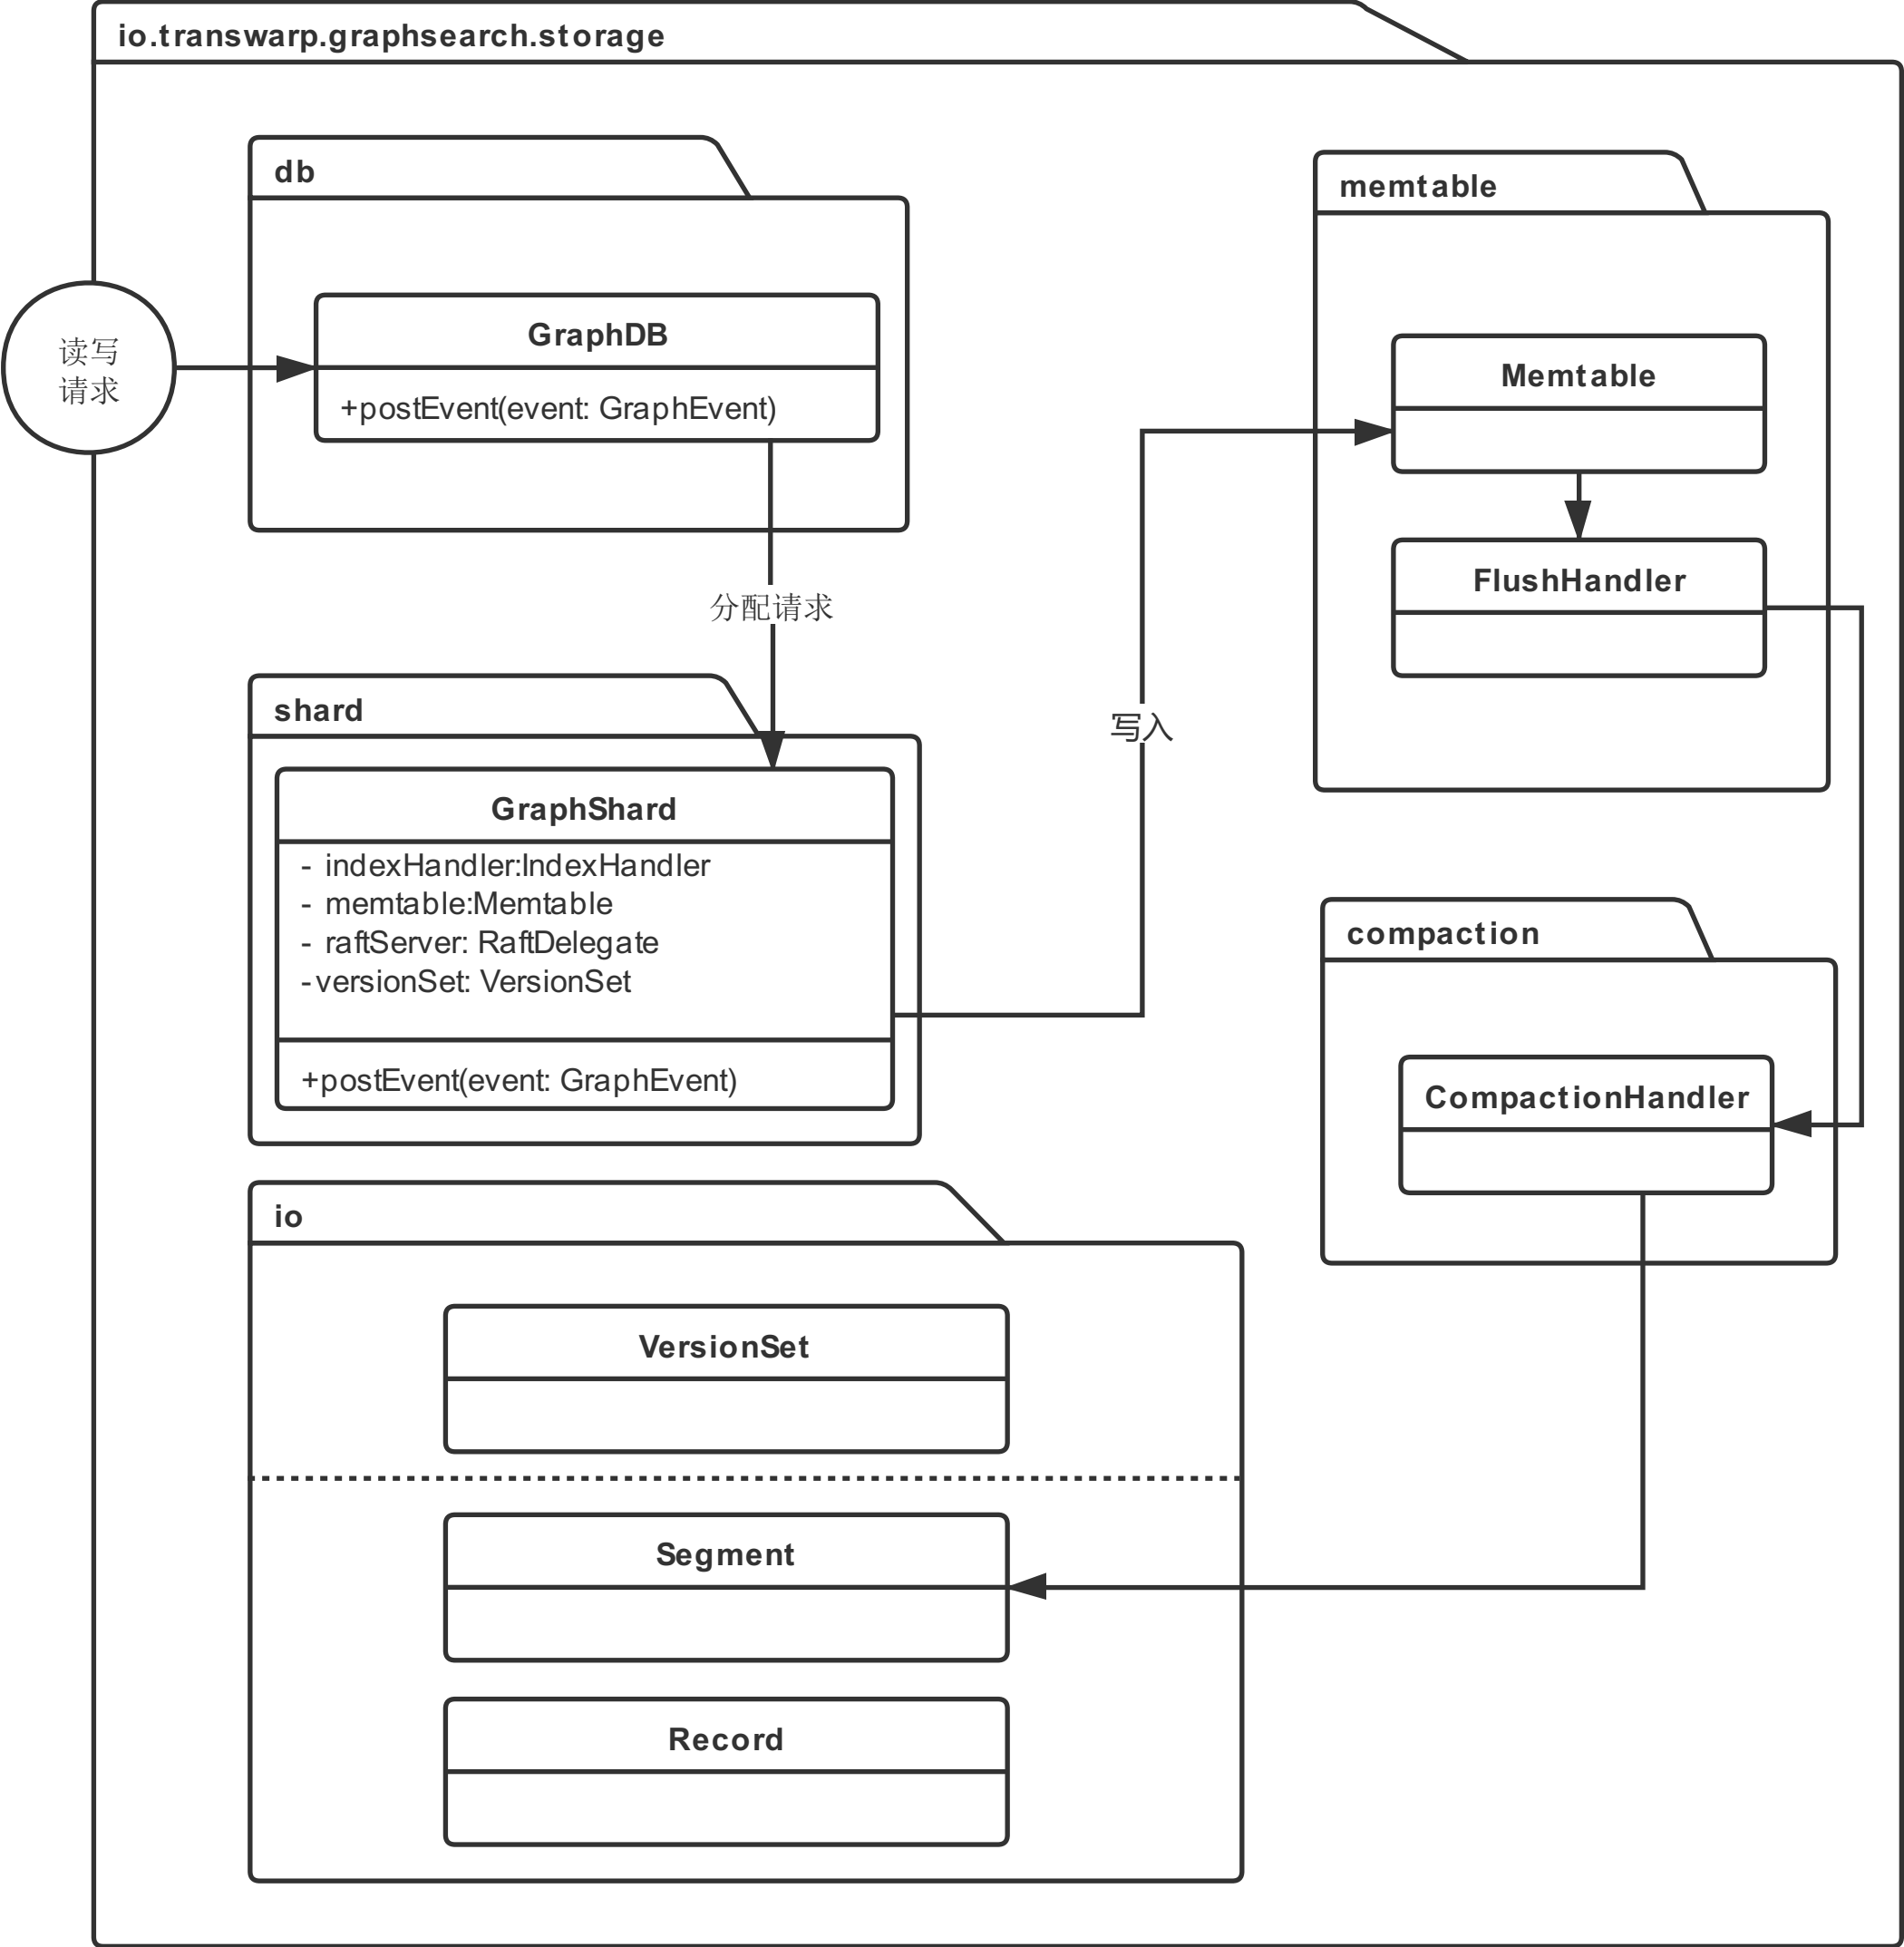 io.transwarp.graphsearch.storage
db
GraphDB
+postEvent(event: GraphEvent)
读写
请求
分配请求
shard
GraphShard
- indexHandler:IndexHandler
- memtable:Memtable
- raftServer: RaftDelegate
-versionSet: VersionSet
+postEvent(event: GraphEvent)
写入
memtable
Memtable
FlushHandler
compaction
CompactionHandler
io
VersionSet
Segment
Record